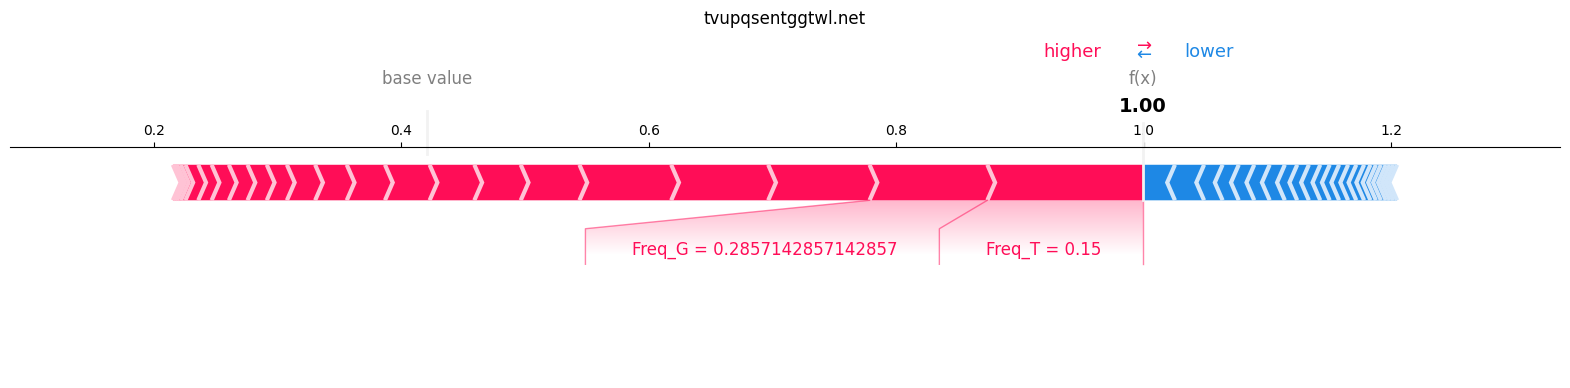 tvupqsentggtwl.net
higher ⇄ lower
base value f(x)
1.00
0.2 0.4 0.6 0.8 1.0 1.2
Freq_G = 0.2857142857142857 Freq_T = 0.15